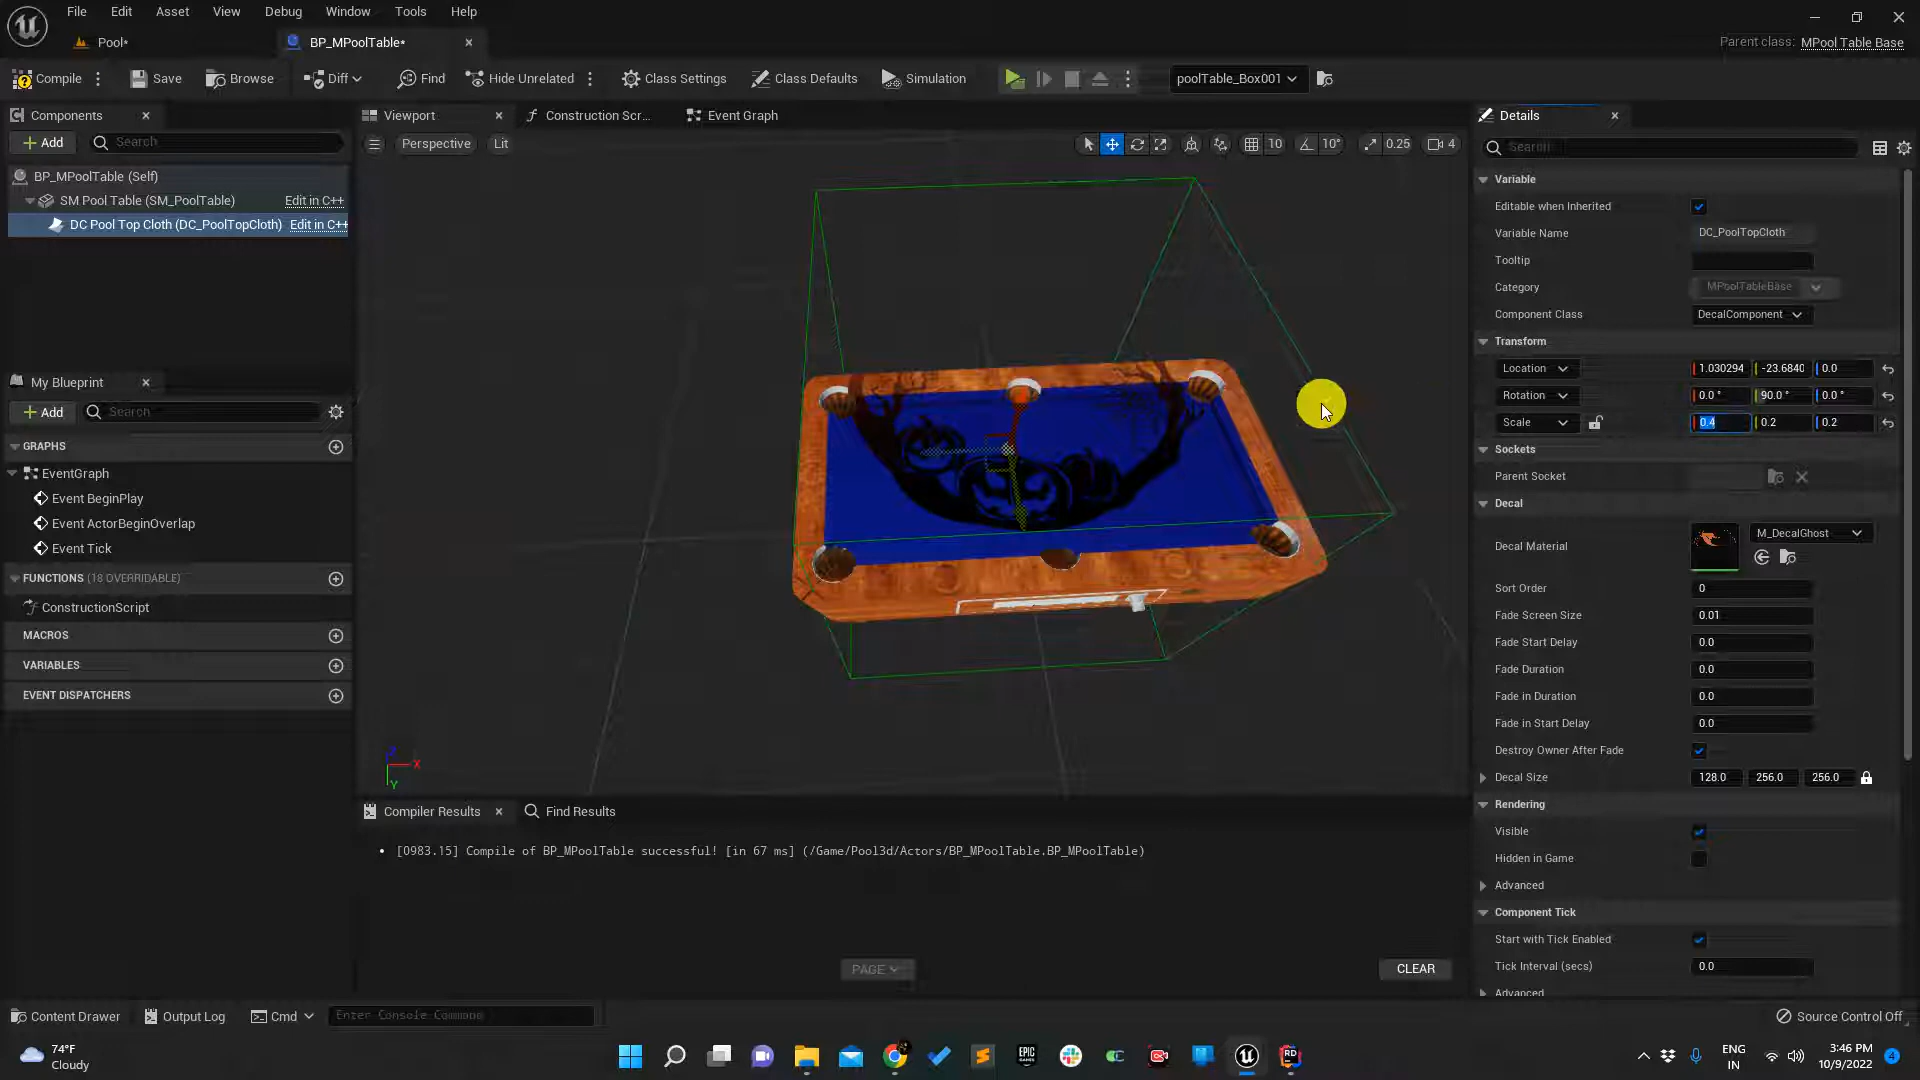 File Edit View Asset Debug Window Tools Help
Pool*
BP_MPoolTable*
Parent class: MPool Table Base
Compile Save Browse Diff Find Hide Unrelated Class Settings Class Defaults Simulation poolTable_Box001
Components
Add
Search
BP_MPoolTable (Self)
SM Pool Table (SM_PoolTable) Edit in C++
DC Pool Top Cloth (DC_PoolTopCloth) Edit in C++
My Blueprint
Add
Search
GRAPHS
EventGraph
Event BeginPlay
Event ActorBeginOverlap
Event Tick
FUNCTIONS (18 OVERRIDABLE)
ConstructionScript
MACROS
VARIABLES
EVENT DISPATCHERS
Viewport Construction Scr... Event Graph
Perspective Lit
10 10° 0.25 4
Z
X
Y
Compiler Results Find Results
• [0983.15] Compile of BP_MPoolTable successful! [in 67 ms] (/Game/Pool3d/Actors/BP_MPoolTable.BP_MPoolTable)
PAGE
CLEAR
Details
Search
Variable
Editable when Inherited
Variable Name DC_PoolTopCloth
Tooltip
Category MPoolTableBase
Component Class DecalComponent
Transform
Location 1.030294 -23.6840 0.0
Rotation 0.0° 90.0° 0.0°
Scale 0.4 0.2 0.2
Sockets
Parent Socket
Decal
Decal Material M_DecalGhost
Sort Order 0
Fade Screen Size 0.01
Fade Start Delay 0.0
Fade Duration 0.0
Fade in Duration 0.0
Fade in Start Delay 0.0
Destroy Owner After Fade
Decal Size 128.0 256.0 256.0
Rendering
Visible
Hidden in Game
Advanced
Component Tick
Start with Tick Enabled
Tick Interval (secs) 0.0
Advanced
Content Drawer Output Log Cmd Enter Console Command
Source Control Off
74°F
Cloudy
EPIC GAMES
RD
ENG
IN
3:46 PM
10/9/2022
4